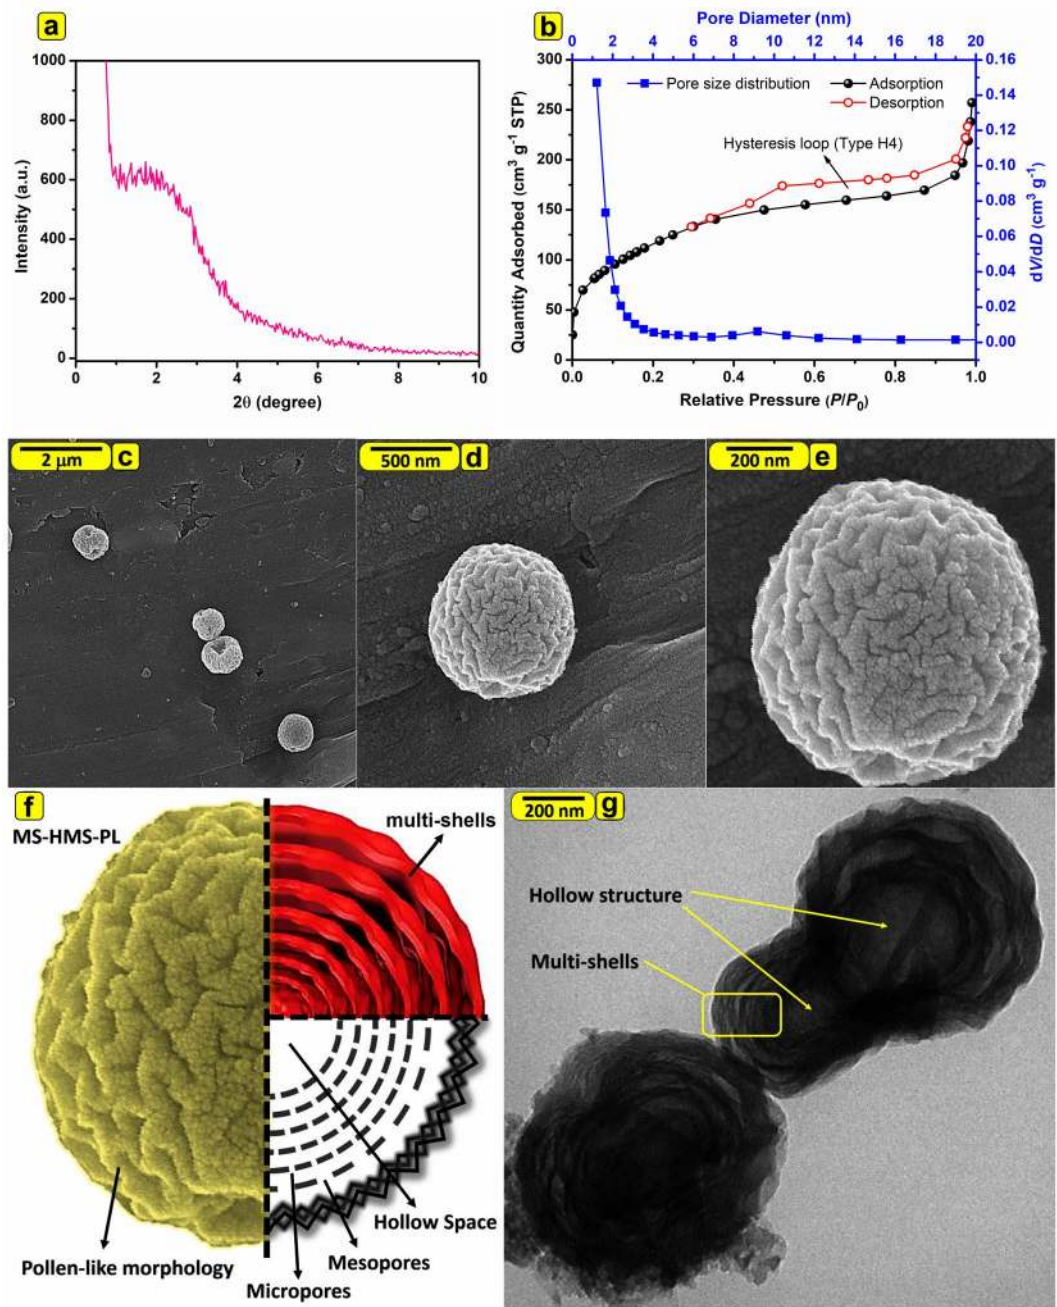 a
1000
800
600
400
200
0
Intensity (a.u.)
0 2 4 6 8 10
2θ (degree)
b
Pore Diameter (nm)
0 2 4 6 8 10 12 14 16 18 20
300
250
200
150
100
50
0
Quantity Adsorbed (cm³ g⁻¹ STP)
Pore size distribution
Adsorption
Desorption
Hysteresis loop (Type H4)
0.16
0.14
0.12
0.10
0.08
0.06
0.04
0.02
0.00
dV/dD (cm³ g⁻¹)
0.0 0.2 0.4 0.6 0.8 1.0
Relative Pressure (P/P₀)
2 μm c
500 nm d
200 nm e
f
MS-HMS-PL
multi-shells
Hollow Space
Mesopores
Micropores
Pollen-like morphology
200 nm g
Hollow structure
Multi-shells